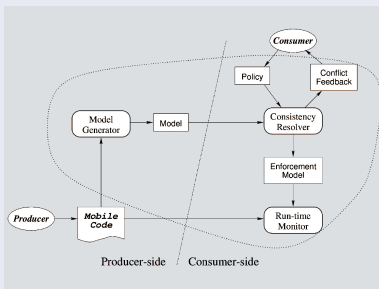 Consumer
Policy
Conflict
Feedback
Model
Generator
Model
Consistency
Resolver
Enforcement
Model
Producer
Mobile
Code
Run-time
Monitor
Producer-side
Consumer-side